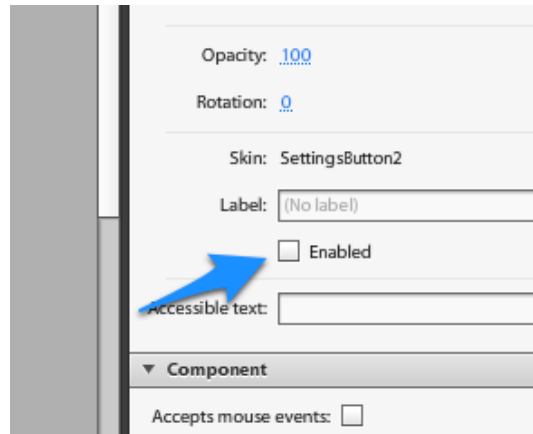 Opacity: 100
Rotation: 0
Skin: SettingsButton2
Label: (No label)
Enabled
Accessible text:
Component
Accepts mouse events: